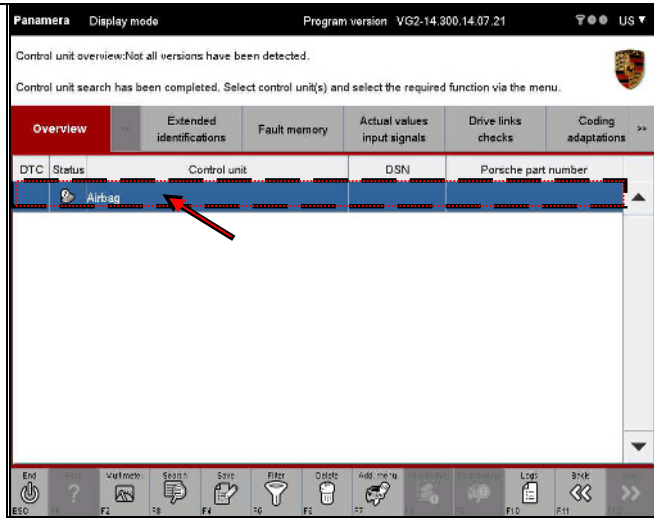 Panamera Display mode Program version VG2-14.300.14.07.21 US
Control unit overview:Not all versions have been detected.
Control unit search has been completed. Select control unit(s) and select the required function via the menu.
Overview << Extended identifications Fault memory Actual values input signals Drive links checks Coding adaptations >>
DTC Status Control unit DSN Porsche part number
Airbag
End Multimeter Search Save Filter Delete Add. menu Logs Back
?
ESC F2 F4 F7 F10 F11